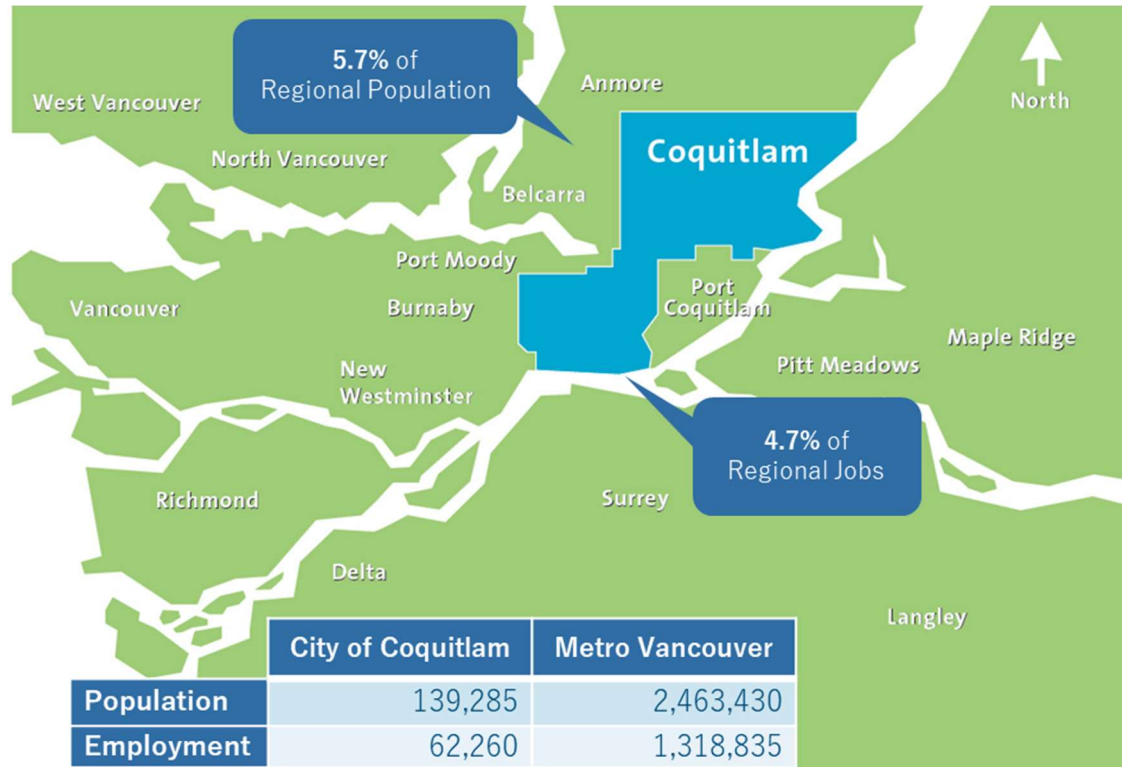 5.7% of
Regional Population
Anmore
North
West Vancouver
North Vancouver
Coquitlam
Belcarra
Port Moody
Port
Coquitlam
Vancouver
Burnaby
Maple Ridge
Pitt Meadows
New
Westminster
4.7% of
Regional Jobs
Richmond
Surrey
Delta
Langley
City of Coquitlam Metro Vancouver
Population 139,285 2,463,430
Employment 62,260 1,318,835